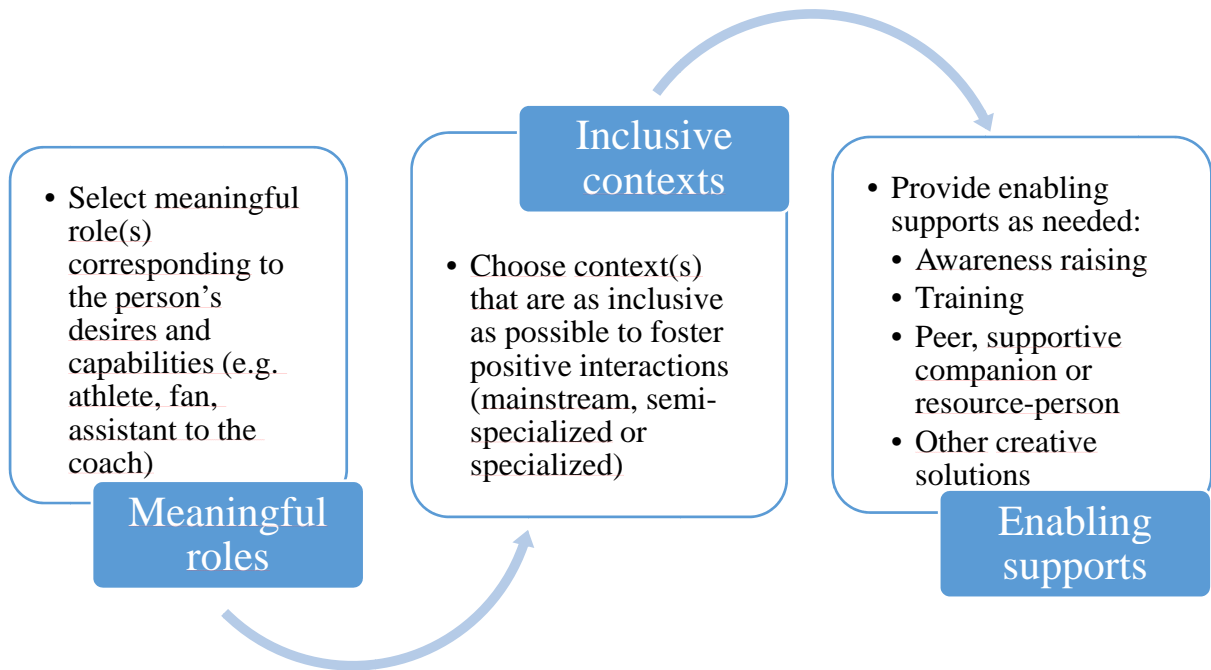 • Select meaningful
role(s)
corresponding to
the person’s
desires and
capabilities (e.g.
athlete, fan,
assistant to the
coach)
Meaningful
roles
Inclusive
contexts
• Choose context(s)
that are as inclusive
as possible to foster
positive interactions
(mainstream, semi-
specialized or
specialized)
• Provide enabling
supports as needed:
• Awareness raising
• Training
• Peer, supportive
companion or
resource-person
• Other creative
solutions
Enabling
supports